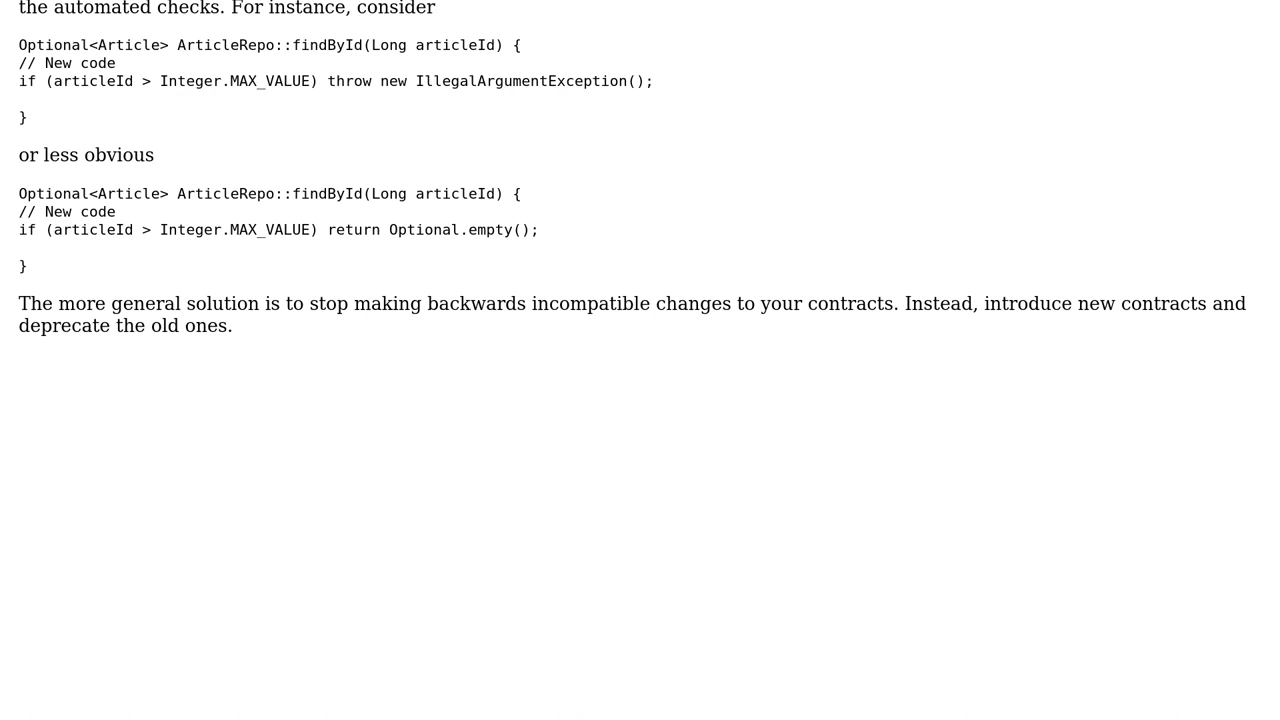 the automated checks. For instance, consider
Optional<Article> ArticleRepo::findById(Long articleId) {
// New code
if (articleId > Integer.MAX_VALUE) throw new IllegalArgumentException();
}
or less obvious
Optional<Article> ArticleRepo::findById(Long articleId) {
// New code
if (articleId > Integer.MAX_VALUE) return Optional.empty();
}
The more general solution is to stop making backwards incompatible changes to your contracts. Instead, introduce new contracts and
deprecate the old ones.